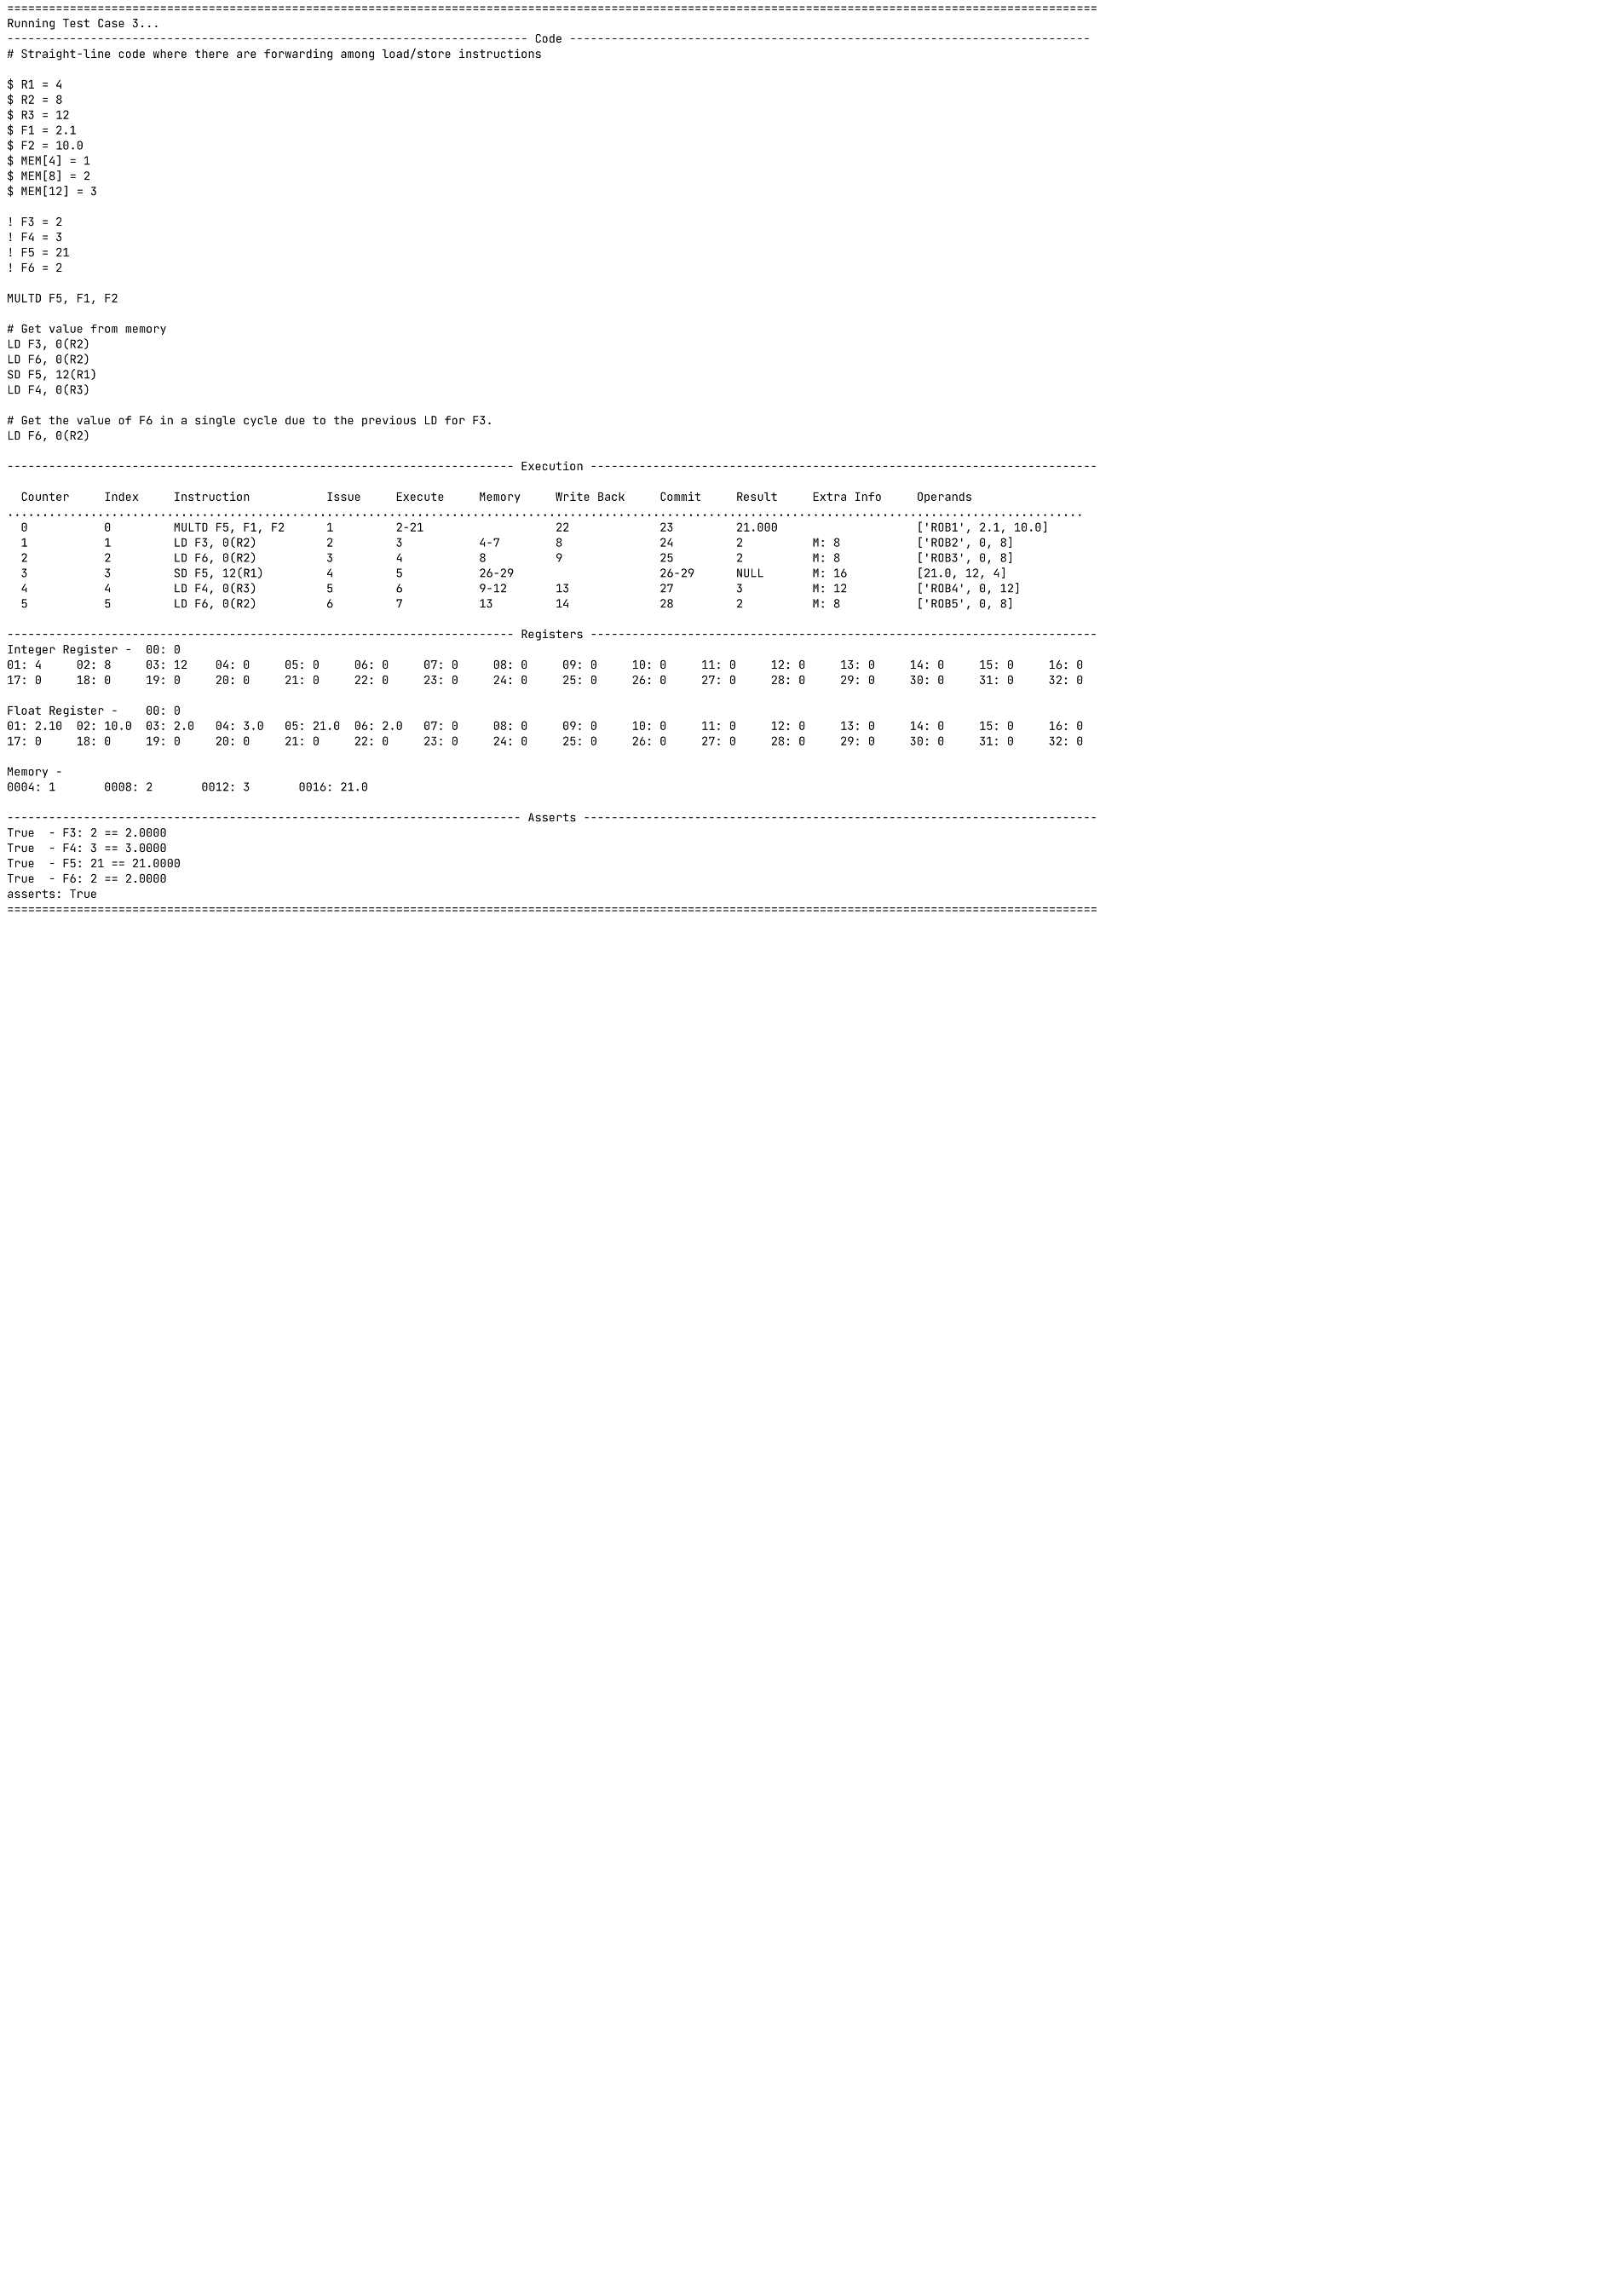 =============================================================================================================================================================
Running Test Case 3...
--------------------------------------------------------------------------- Code ---------------------------------------------------------------------------
# Straight-line code where there are forwarding among load/store instructions
$ R1 = 4
$ R2 = 8
$ R3 = 12
$ F1 = 2.1
$ F2 = 10.0
$ MEM[4] = 1
$ MEM[8] = 2
$ MEM[12] = 3
! F3 = 2
! F4 = 3
! F5 = 21
! F6 = 2
MULTD F5, F1, F2
# Get value from memory
LD F3, 0(R2)
LD F6, 0(R2)
SD F5, 12(R1)
LD F4, 0(R3)
# Get the value of F6 in a single cycle due to the previous LD for F3.
LD F6, 0(R2)
------------------------------------------------------------------------- Execution -------------------------------------------------------------------------
  Counter     Index     Instruction           Issue     Execute     Memory     Write Back     Commit     Result     Extra Info     Operands
...........................................................................................................................................................
  0           0         MULTD F5, F1, F2      1         2-21                   22             23         21.000                    ['ROB1', 2.1, 10.0]
  1           1         LD F3, 0(R2)          2         3           4-7        8              24         2          M: 8           ['ROB2', 0, 8]
  2           2         LD F6, 0(R2)          3         4           8          9              25         2          M: 8           ['ROB3', 0, 8]
  3           3         SD F5, 12(R1)         4         5           26-29                     26-29      NULL       M: 16          [21.0, 12, 4]
  4           4         LD F4, 0(R3)          5         6           9-12       13             27         3          M: 12          ['ROB4', 0, 12]
  5           5         LD F6, 0(R2)          6         7           13         14             28         2          M: 8           ['ROB5', 0, 8]
------------------------------------------------------------------------- Registers -------------------------------------------------------------------------
Integer Register -  00: 0
01: 4     02: 8     03: 12    04: 0     05: 0     06: 0     07: 0     08: 0     09: 0     10: 0     11: 0     12: 0     13: 0     14: 0     15: 0     16: 0
17: 0     18: 0     19: 0     20: 0     21: 0     22: 0     23: 0     24: 0     25: 0     26: 0     27: 0     28: 0     29: 0     30: 0     31: 0     32: 0
Float Register -    00: 0
01: 2.10  02: 10.0  03: 2.0   04: 3.0   05: 21.0  06: 2.0   07: 0     08: 0     09: 0     10: 0     11: 0     12: 0     13: 0     14: 0     15: 0     16: 0
17: 0     18: 0     19: 0     20: 0     21: 0     22: 0     23: 0     24: 0     25: 0     26: 0     27: 0     28: 0     29: 0     30: 0     31: 0     32: 0
Memory -
0004: 1       0008: 2       0012: 3       0016: 21.0
-------------------------------------------------------------------------- Asserts --------------------------------------------------------------------------
True  - F3: 2 == 2.0000
True  - F4: 3 == 3.0000
True  - F5: 21 == 21.0000
True  - F6: 2 == 2.0000
asserts: True
=============================================================================================================================================================